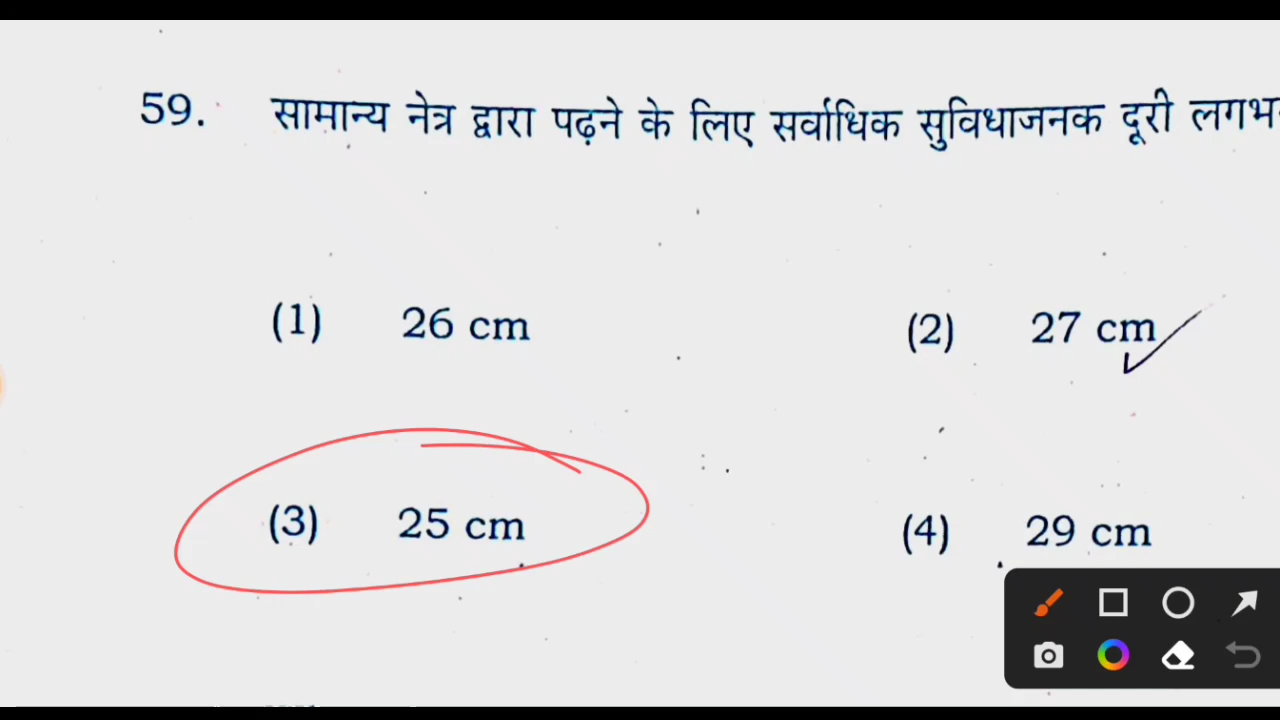 59. सामान्य नेत्र द्वारा पढ़ने के लिए सर्वाधिक सुविधाजनक दूरी
(1) 26 cm (2) 27 cm
(3) 25 cm (4) 29 cm